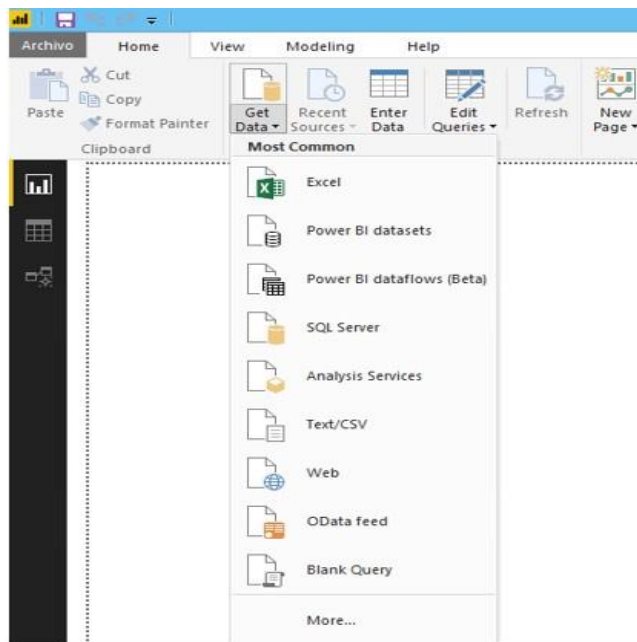 Archivo Home View Modeling Help
Cut
Copy
Format Painter
Paste
Clipboard
Get Data
Recent Sources
Enter Data
Edit Queries
Refresh
New Page
Most Common
Excel
Power BI datasets
Power BI dataflows (Beta)
SQL Server
Analysis Services
Text/CSV
Web
OData feed
Blank Query
More...